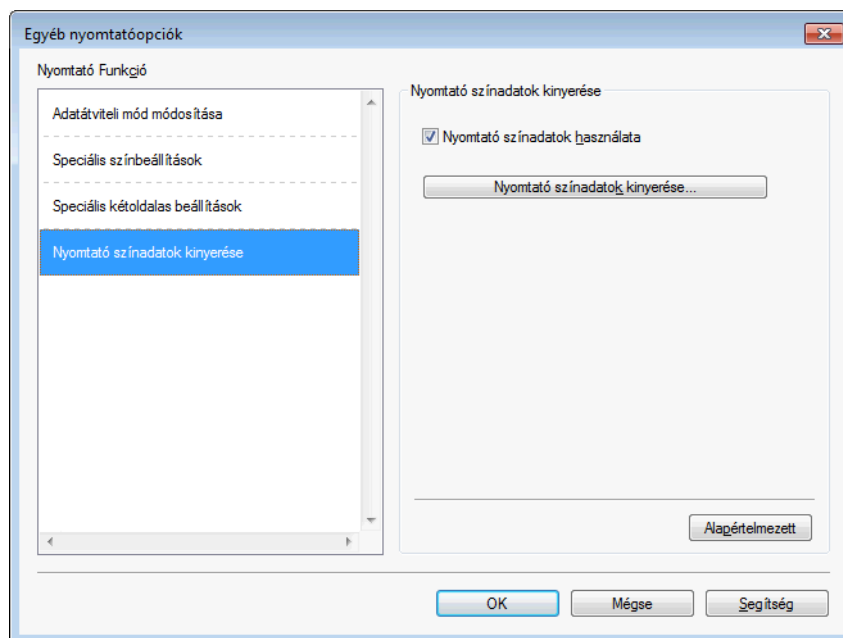 Egyéb nyomtatóopciók
Nyomtató Funkció
Adatátviteli mód módosítása
Speciális színbeállítások
Speciális kétoldalas beállítások
Nyomtató színadatok kinyerése
Nyomtató színadatok kinyerése
Nyomtató színadatok használata
Nyomtató színadatok kinyerése...
Alapértelmezett
OK
Mégse
Segítség